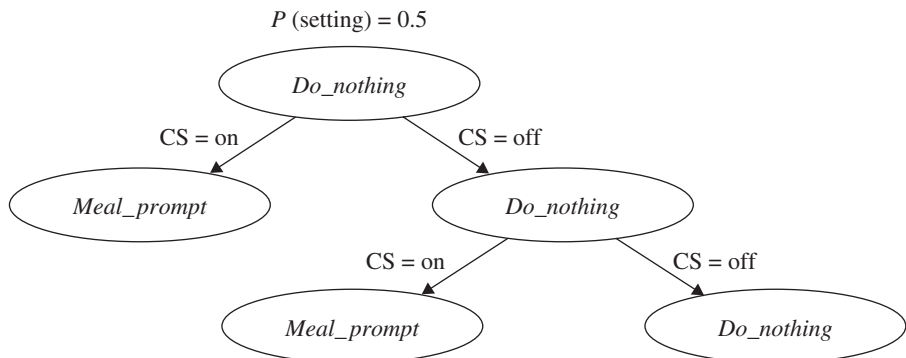 P (setting) = 0.5
Do_nothing
CS = on
CS = off
Meal_prompt
Do_nothing
CS = on
CS = off
Meal_prompt
Do_nothing